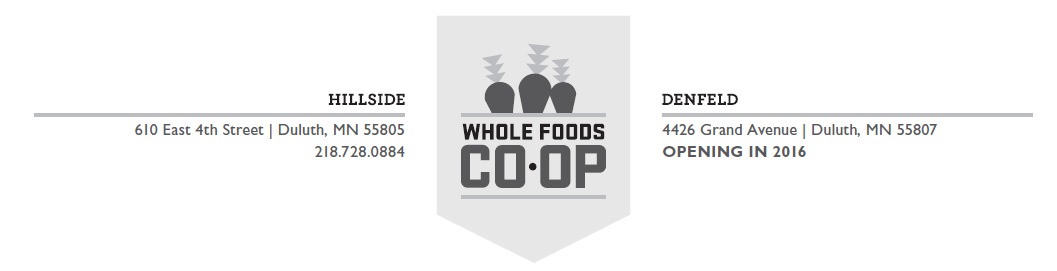 HILLSIDE
610 East 4th Street | Duluth, MN 55805
218.728.0884
WHOLE FOODS
CO·OP
DENFELD
4426 Grand Avenue | Duluth, MN 55807
OPENING IN 2016